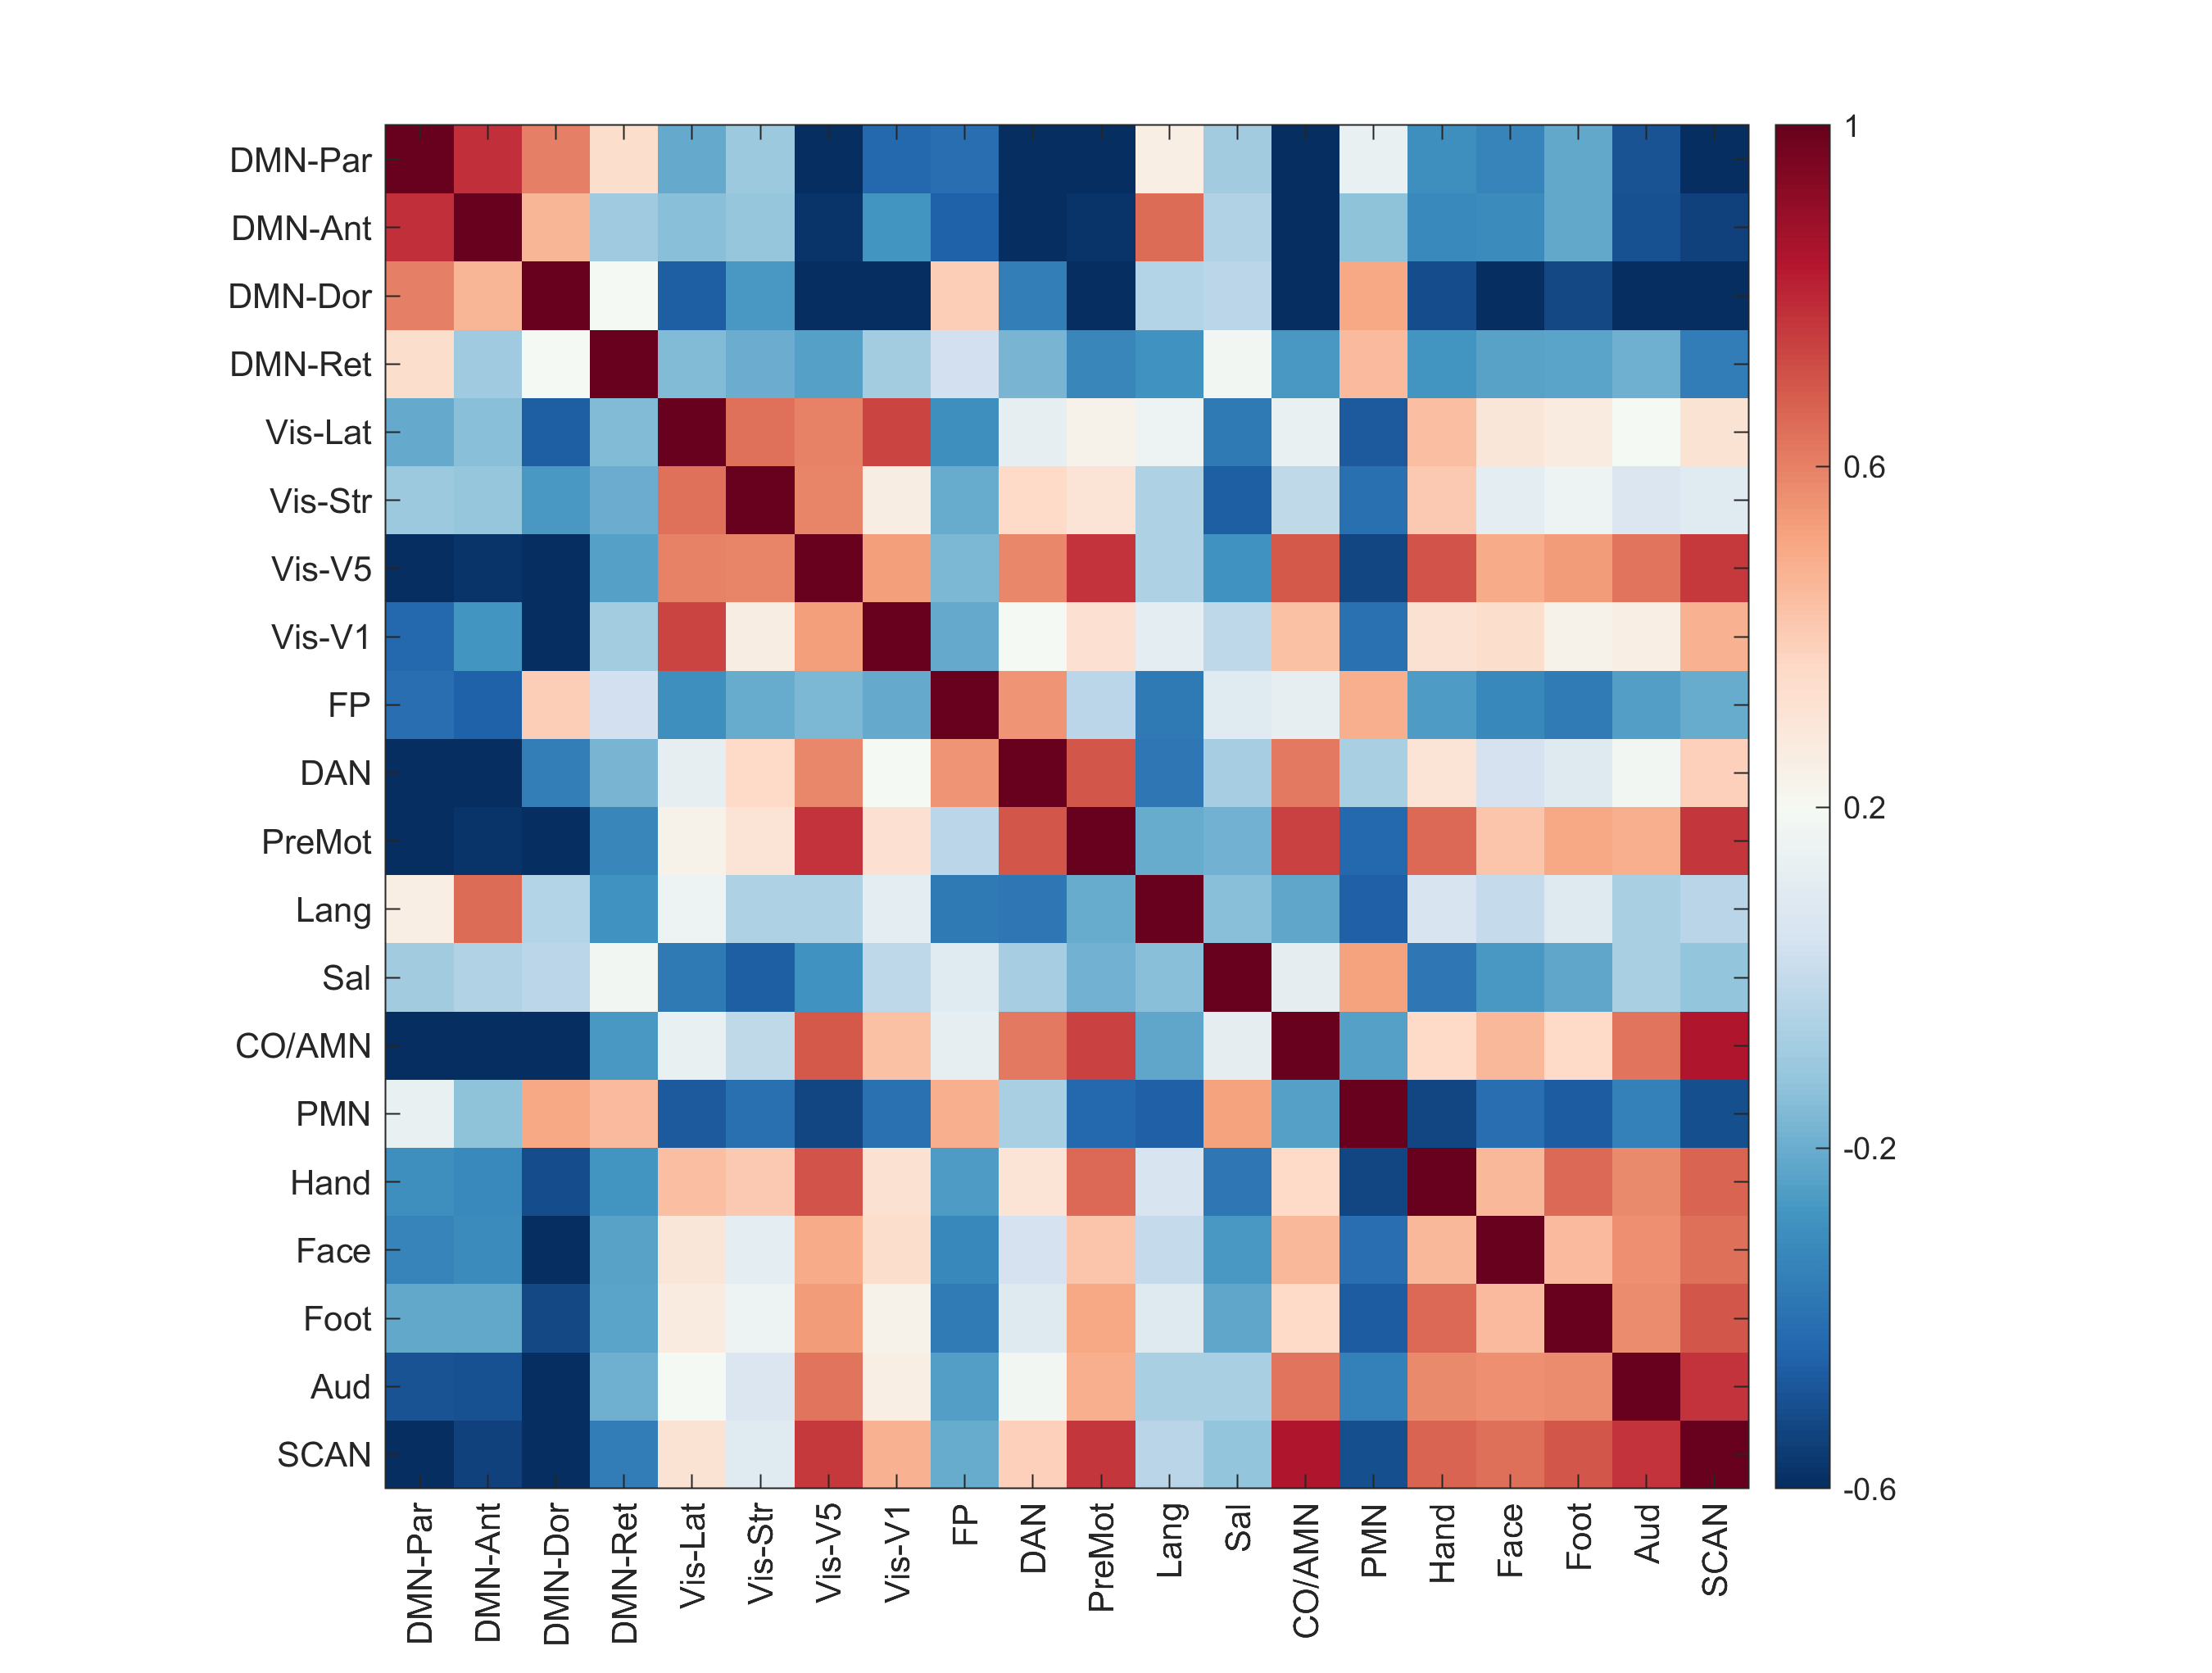 DMN-Par
DMN-Ant
DMN-Dor
DMN-Ret
Vis-Lat
Vis-Str
Vis-V5
Vis-V1
FP
DAN
PreMot
Lang
Sal
CO/AMN
PMN
Hand
Face
Foot
Aud
SCAN
DMN-Par
DMN-Ant
DMN-Dor
DMN-Ret
Vis-Lat
Vis-Str
Vis-V5
Vis-V1
FP
DAN
PreMot
Lang
Sal
CO/AMN
PMN
Hand
Face
Foot
Aud
SCAN
1
0.6
0.2
-0.2
-0.6